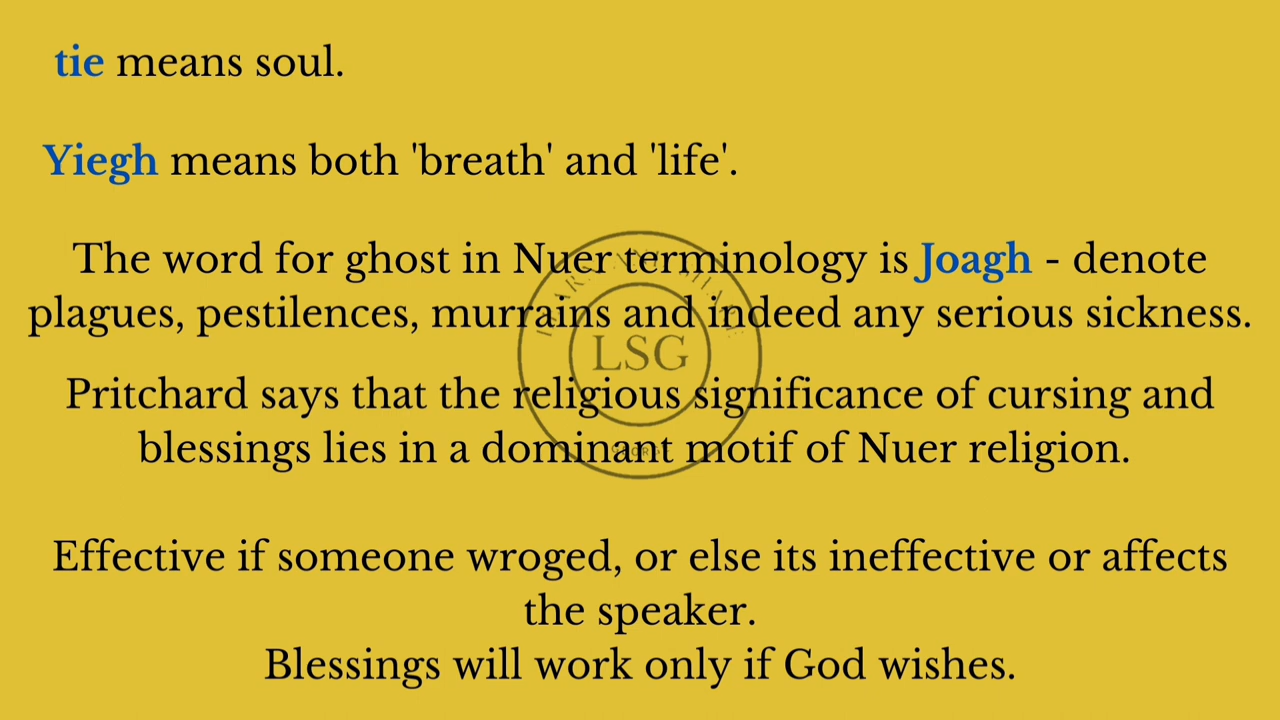 tie means soul.
Yiegh means both 'breath' and 'life'.
The word for ghost in Nuer terminology is Joagh - denote
plagues, pestilences, murrains and indeed any serious sickness.
LSG
Pritchard says that the religious significance of cursing and
blessings lies in a dominant motif of Nuer religion.
Effective if someone wroged, or else its ineffective or affects
the speaker.
Blessings will work only if God wishes.